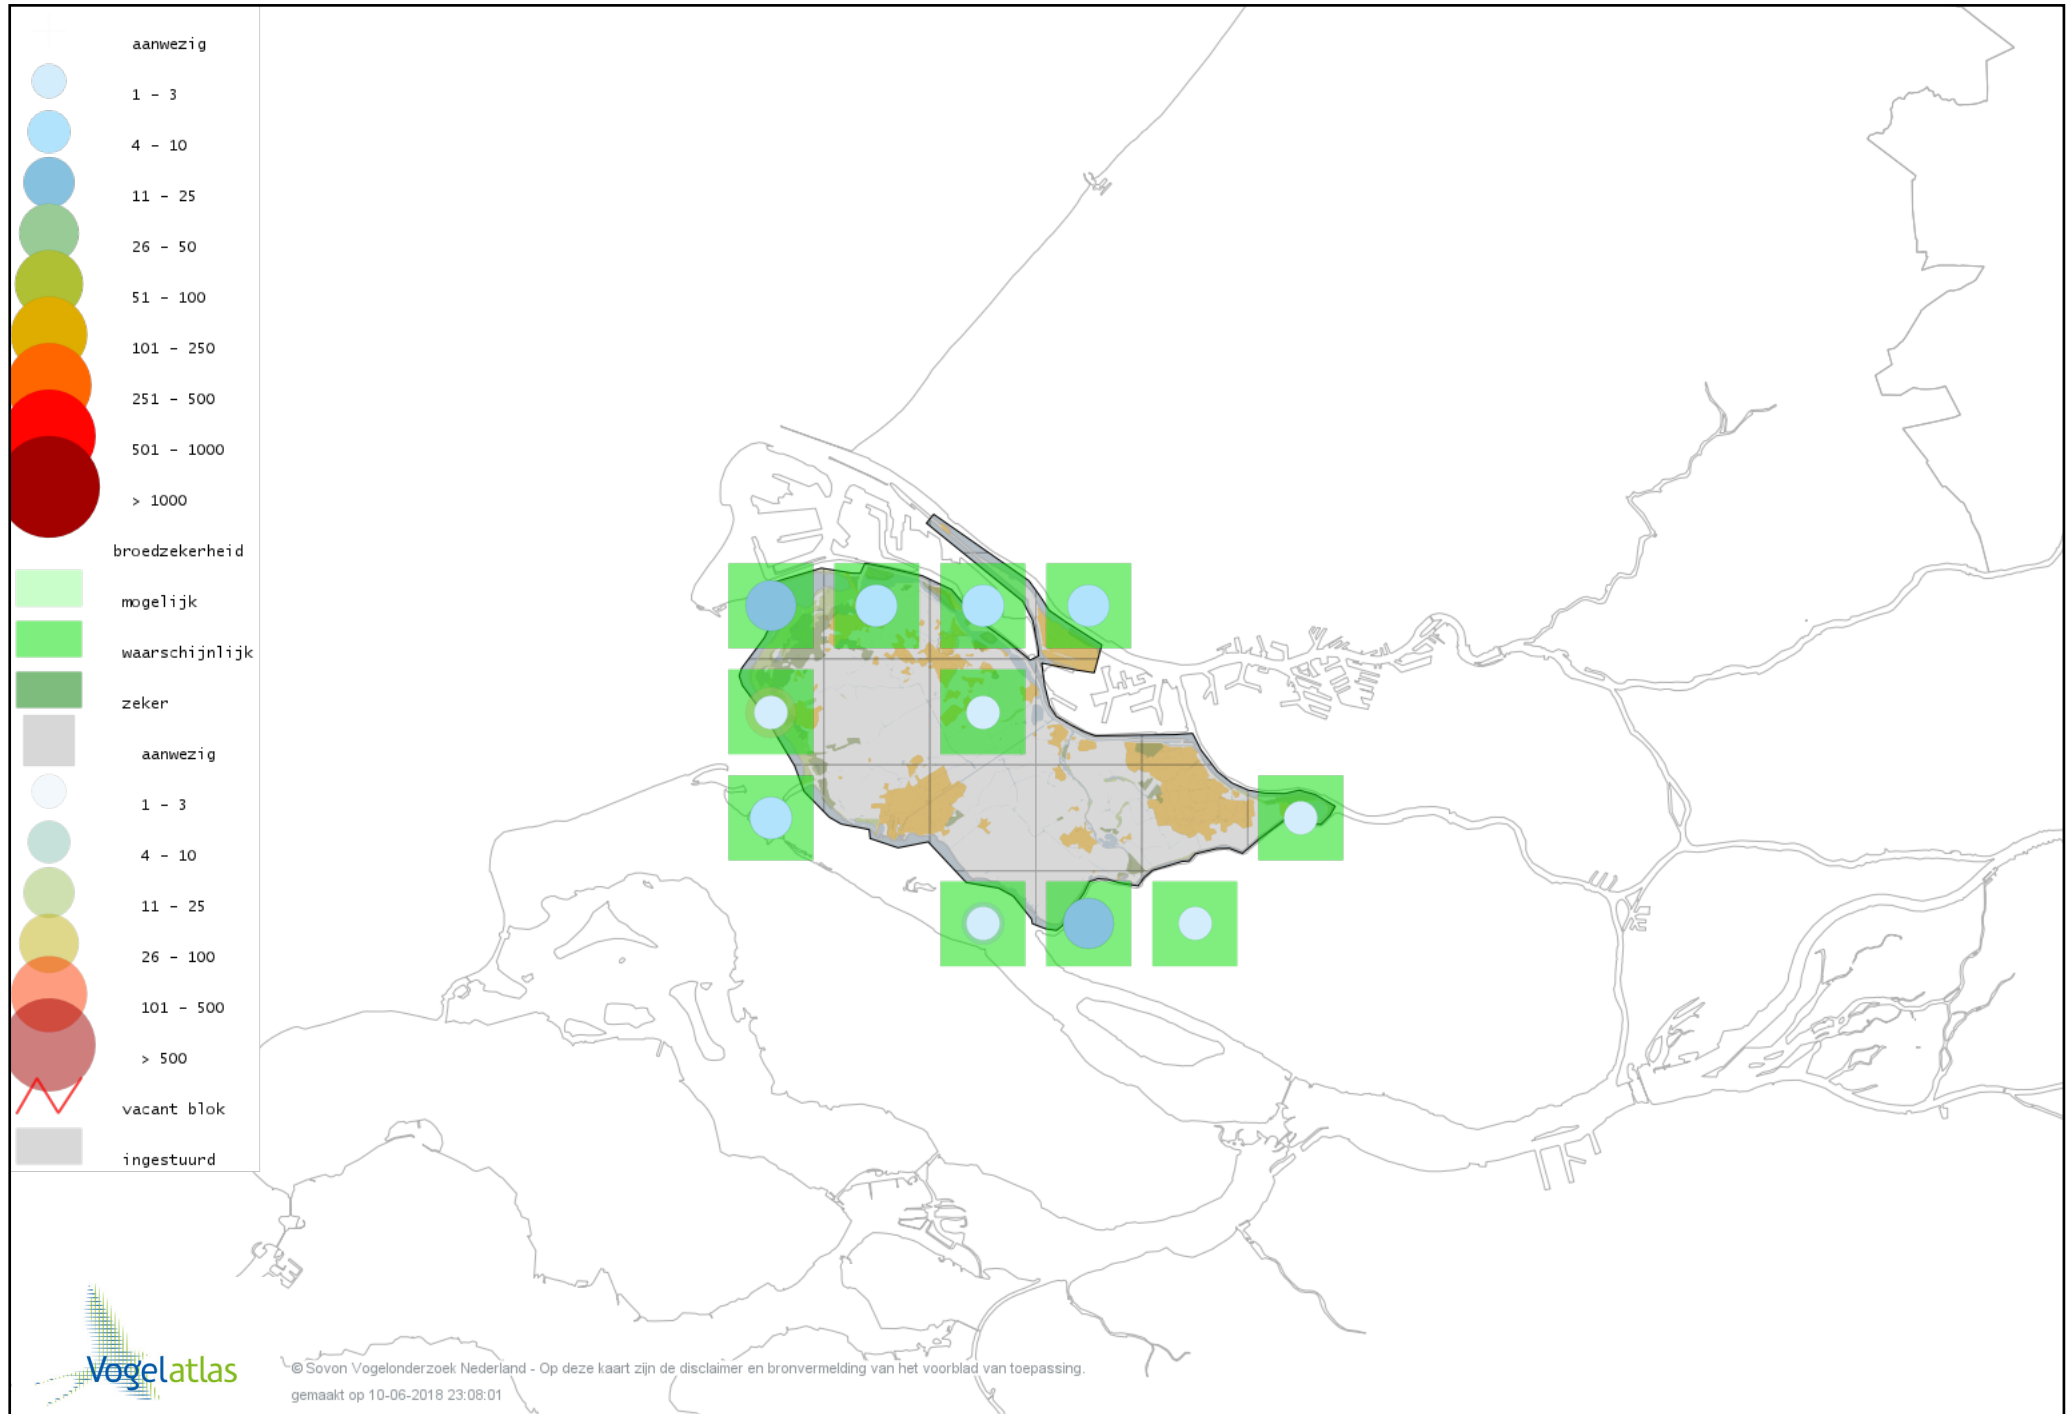 aanwezig
1 - 3
4 - 10
11 - 25
26 - 50
51 - 100
101 - 250
251 - 500
501 - 1000
> 1000
broedzekerheid
mogelijk
waarschijnlijk
zeker
aanwezig
1 - 3
4 - 10
11 - 25
26 - 100
101 - 500
> 500
vacant blok
ingestuurd
Vogelatlas
© Sovon Vogelonderzoek Nederland - Op deze kaart zijn de disclaimer en bronvermelding van het voorblad van toepassing.
gemaakt op 10-06-2018 23:08:01